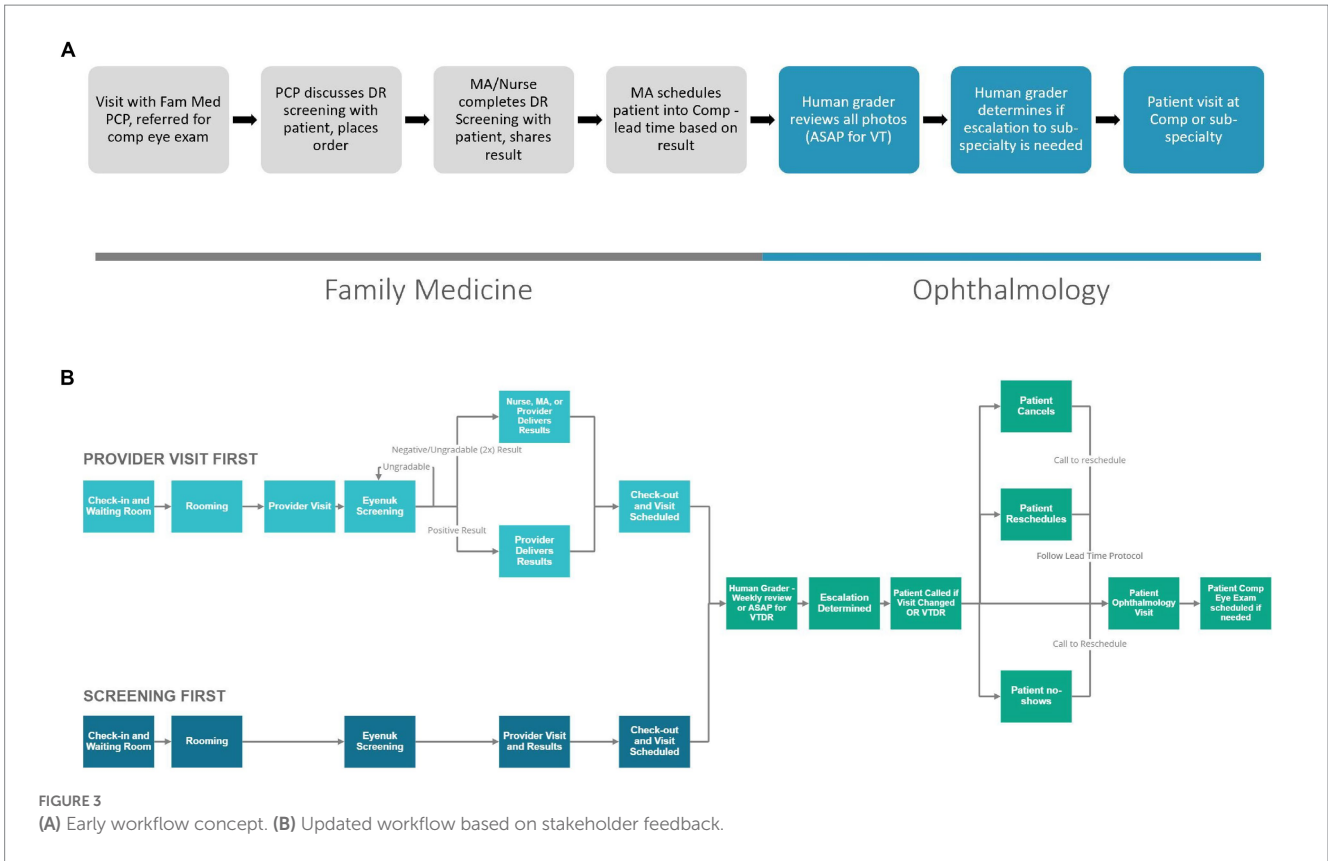 A
Visit with Fam Med
PCP, referred for
comp eye exam
PCP discusses DR
screening with
patient, places
order
MA/Nurse
completes DR
Screening with
patient, shares
result
MA schedules
patient into Comp -
lead time based on
result
Human grader
reviews all photos
(ASAP for VT)
Human grader
determines if
escalation to sub-
specialty is needed
Patient visit at
Comp or sub-
specialty
Family Medicine
Ophthalmology
B
PROVIDER VISIT FIRST
Check-in and
Waiting Room
Rooming
Provider Visit
Eyenuk
Screening
Ungradable
Negative/Ungradable (2x) Result
Positive Result
Nurse, MA, or
Provider
Delivers
Results
Provider
Delivers
Results
Check-out
and Visit
Scheduled
Human Grader -
Weekly review
or ASAP for
VTDR
Escalation
Determined
Patient Called if
Visit Changed
OR VTDR
Patient
Cancels
Call to reschedule
Patient
Reschedules
Follow Lead Time Protocol
Patient
Ophthalmology
Visit
Patient Comp
Eye Exam
scheduled if
needed
Call to Reschedule
Patient no-
shows
SCREENING FIRST
Check-in and
Waiting Room
Rooming
Eyenuk
Screening
Provider Visit
and Results
Check-out
and Visit
Scheduled
FIGURE 3
(A) Early workflow concept. (B) Updated workflow based on stakeholder feedback.